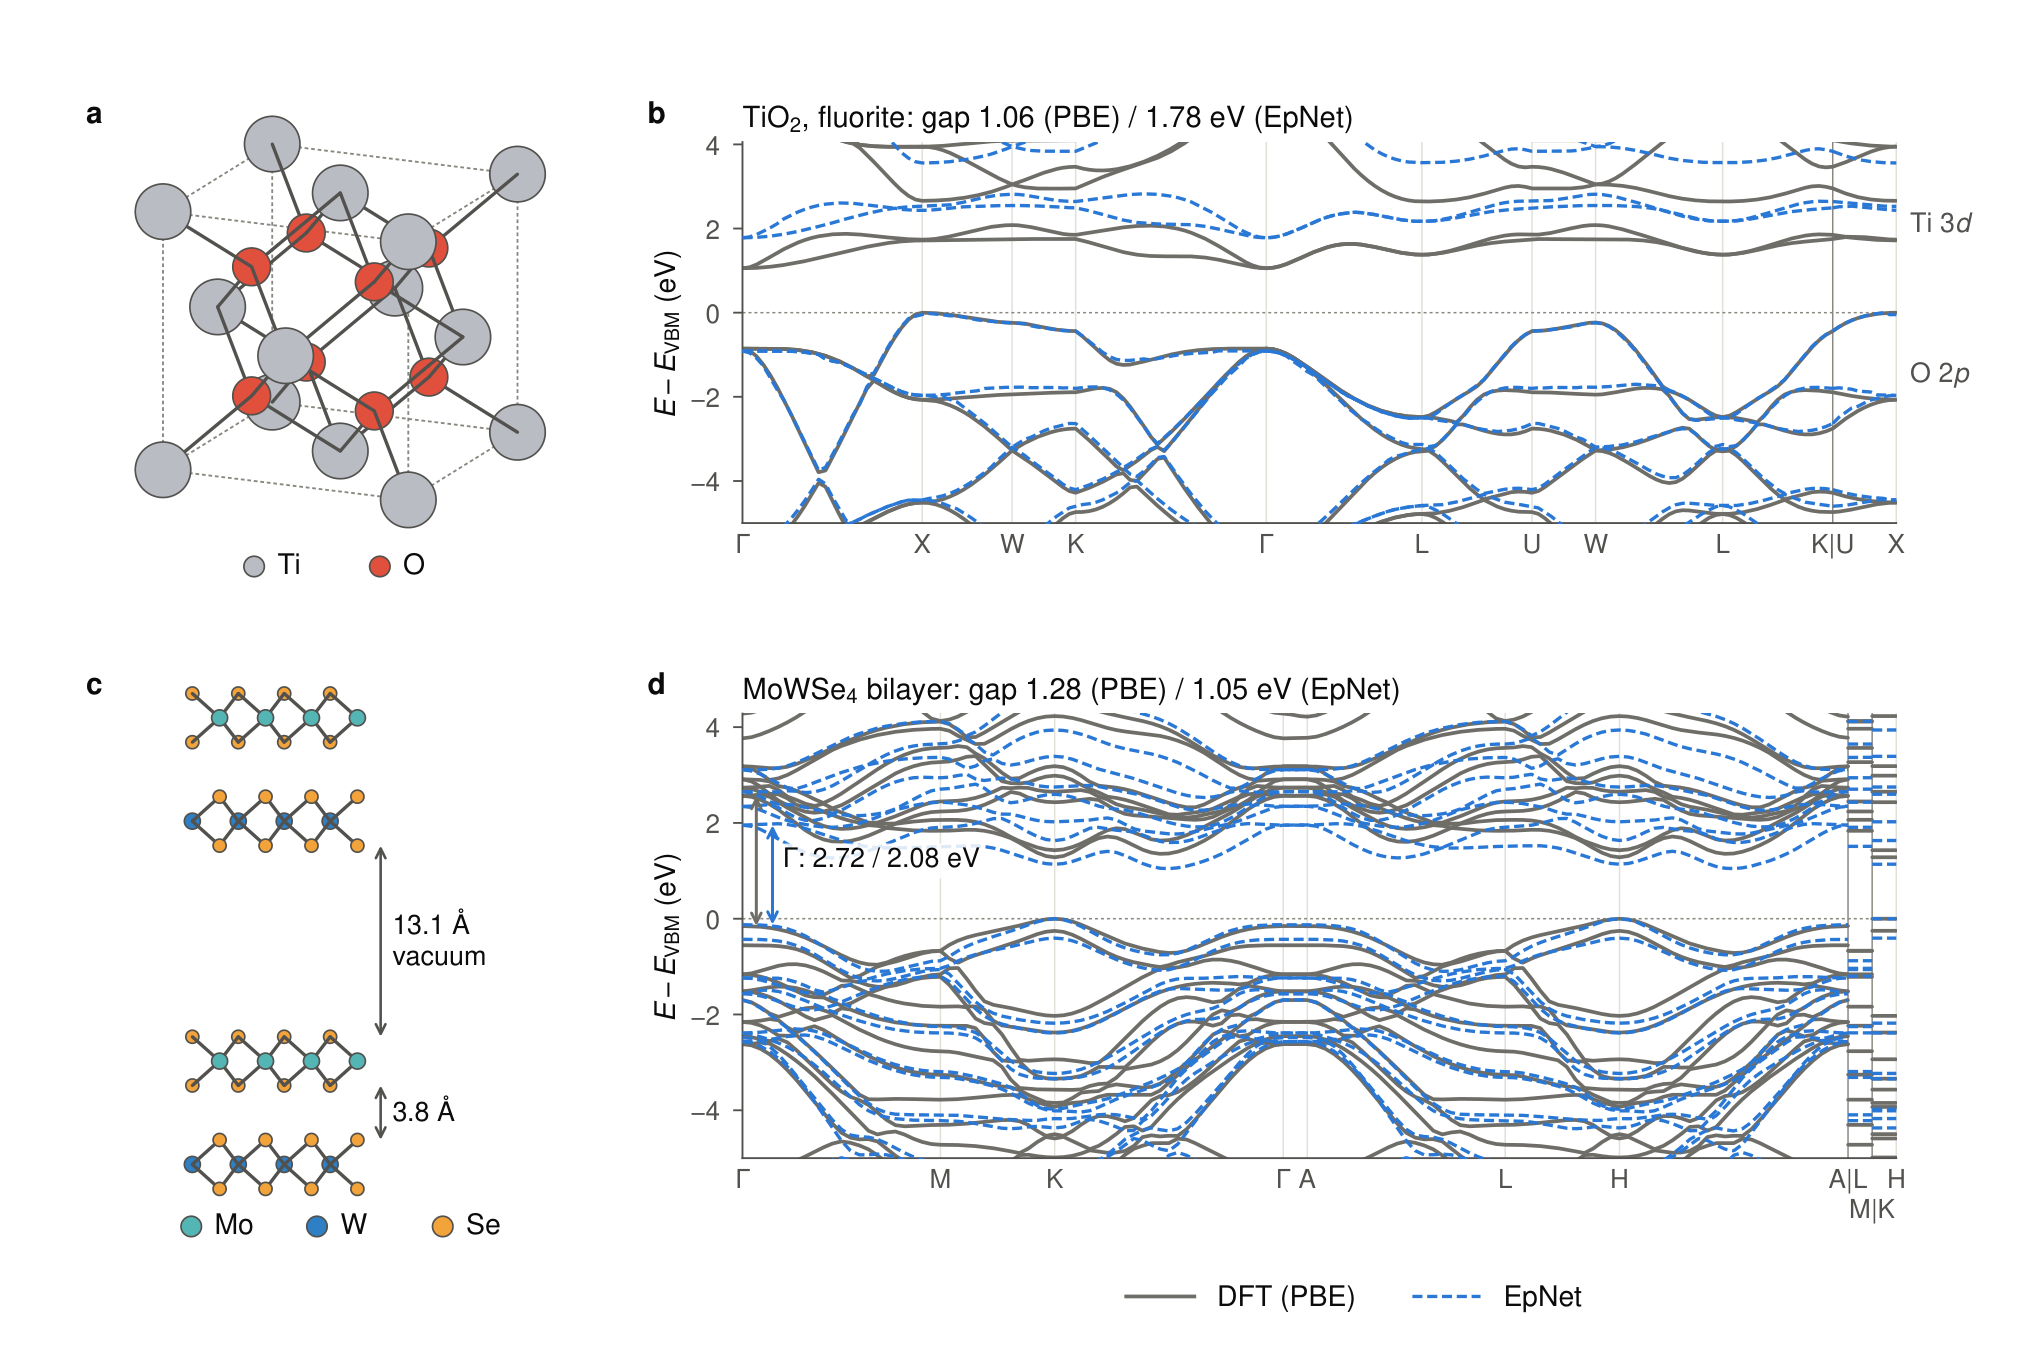 a
Ti
O
b
TiO₂, fluorite: gap 1.06 (PBE) / 1.78 eV (EpNet)
E − E_VBM (eV)
4
2
0
−2
−4
Γ X W K Γ L U W L K|U X
Ti 3d
O 2p
c
13.1 Å
vacuum
3.8 Å
Mo
W
Se
d
MoWSe₄ bilayer: gap 1.28 (PBE) / 1.05 eV (EpNet)
E − E_VBM (eV)
4
2
0
−2
−4
Γ: 2.72 / 2.08 eV
Γ M K Γ A L H A|L H
M|K
DFT (PBE)
EpNet